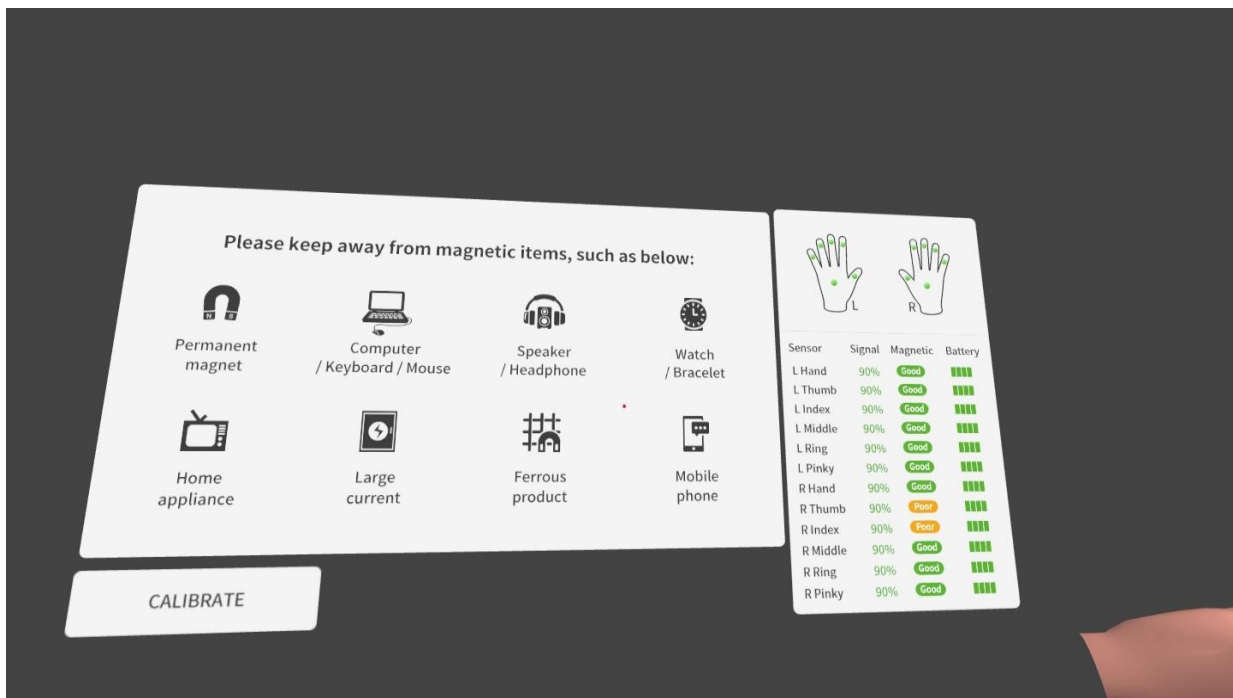 Please keep away from magnetic items, such as below:
Permanent
magnet
Computer
/ Keyboard / Mouse
Speaker
/ Headphone
Watch
/ Bracelet
Home
appliance
Large
current
Ferrous
product
Mobile
phone
CALIBRATE
L R
Sensor Signal Magnetic Battery
L Hand 90% Good
L Thumb 90% Good
L Index 90% Good
L Middle 90% Good
L Ring 90% Good
L Pinky 90% Good
R Hand 90% Good
R Thumb 90% Poor
R Index 90% Poor
R Middle 90% Good
R Ring 90% Good
R Pinky 90% Good